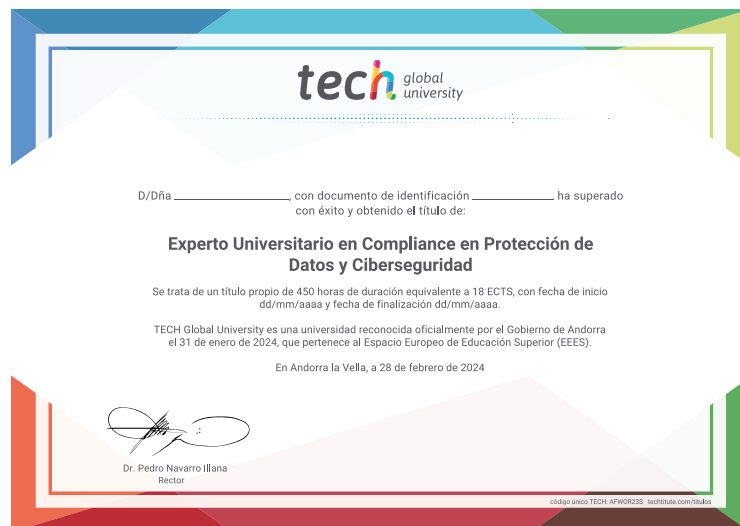 tech global
university
D/Dña ______________, con documento de identificación __________ ha superado
con éxito y obtenido el título de:
Experto Universitario en Compliance en Protección de
Datos y Ciberseguridad
Se trata de un título propio de 450 horas de duración equivalente a 18 ECTS, con fecha de inicio
dd/mm/aaaa y fecha de finalización dd/mm/aaaa.
TECH Global University es una universidad reconocida oficialmente por el Gobierno de Andorra
el 31 de enero de 2024, que pertenece al Espacio Europeo de Educación Superior (EEES).
En Andorra la Vella, a 28 de febrero de 2024
Dr. Pedro Navarro Illana
Rector
código único TECH: AFWOR23S techtitute.com/titulos